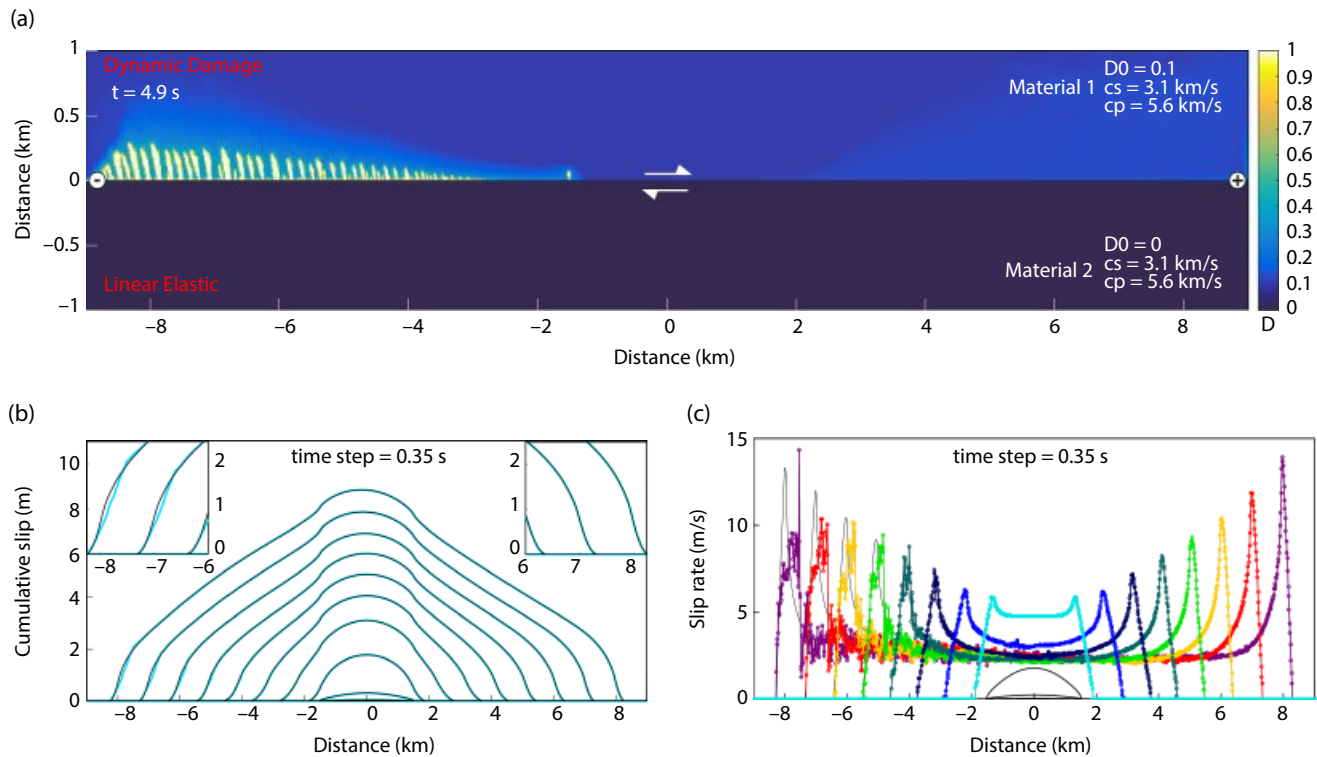 (a)
Dynamic Damage
t = 4.9 s
Material 1
D0 = 0.1
cs = 3.1 km/s
cp = 5.6 km/s
Linear Elastic
Material 2
D0 = 0
cs = 3.1 km/s
cp = 5.6 km/s
Distance (km)
1
0.5
0
–0.5
–1
- +
–8 –6 –4 –2 0 2 4 6 8
Distance (km)
1
0.9
0.8
0.7
0.6
0.5
0.4
0.3
0.2
0.1
0
D
(b)
time step = 0.35 s
Cumulative slip (m)
10
8
6
4
2
0
2
1
0
–8 –7 –6
2
1
0
6 7 8
–8 –6 –4 –2 0 2 4 6 8
Distance (km)
(c)
time step = 0.35 s
Slip rate (m/s)
15
10
5
0
–8 –6 –4 –2 0 2 4 6 8
Distance (km)